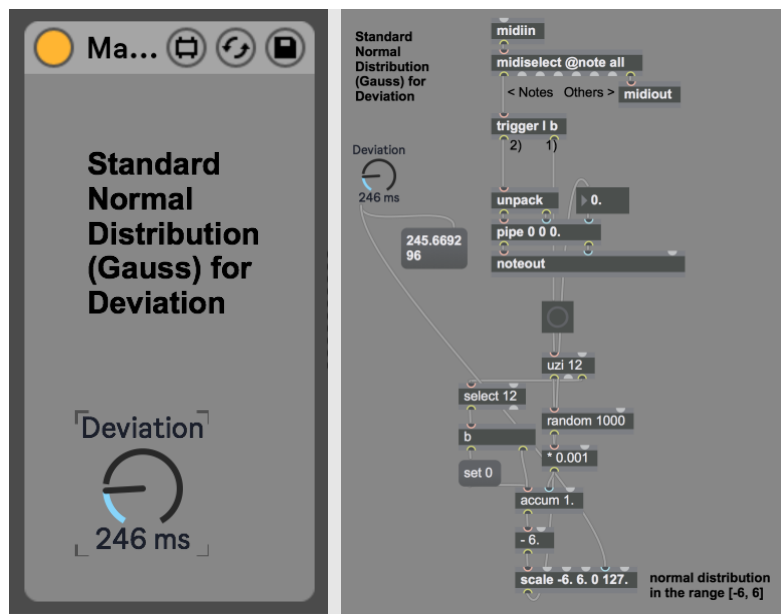 Ma...
Standard
Normal
Distribution
(Gauss) for
Deviation
Deviation
246 ms
Standard
Normal
Distribution
(Gauss) for
Deviation
midiin
midiselect @note all
< Notes Others >
midiout
trigger l b
2) 1)
Deviation
246 ms
unpack
0.
pipe 0 0 0.
245.6692
96
noteout
uzi 12
select 12
random 1000
b
* 0.001
set 0
accum 1.
- 6.
scale -6. 6. 0 127.
normal distribution
in the range [-6, 6]